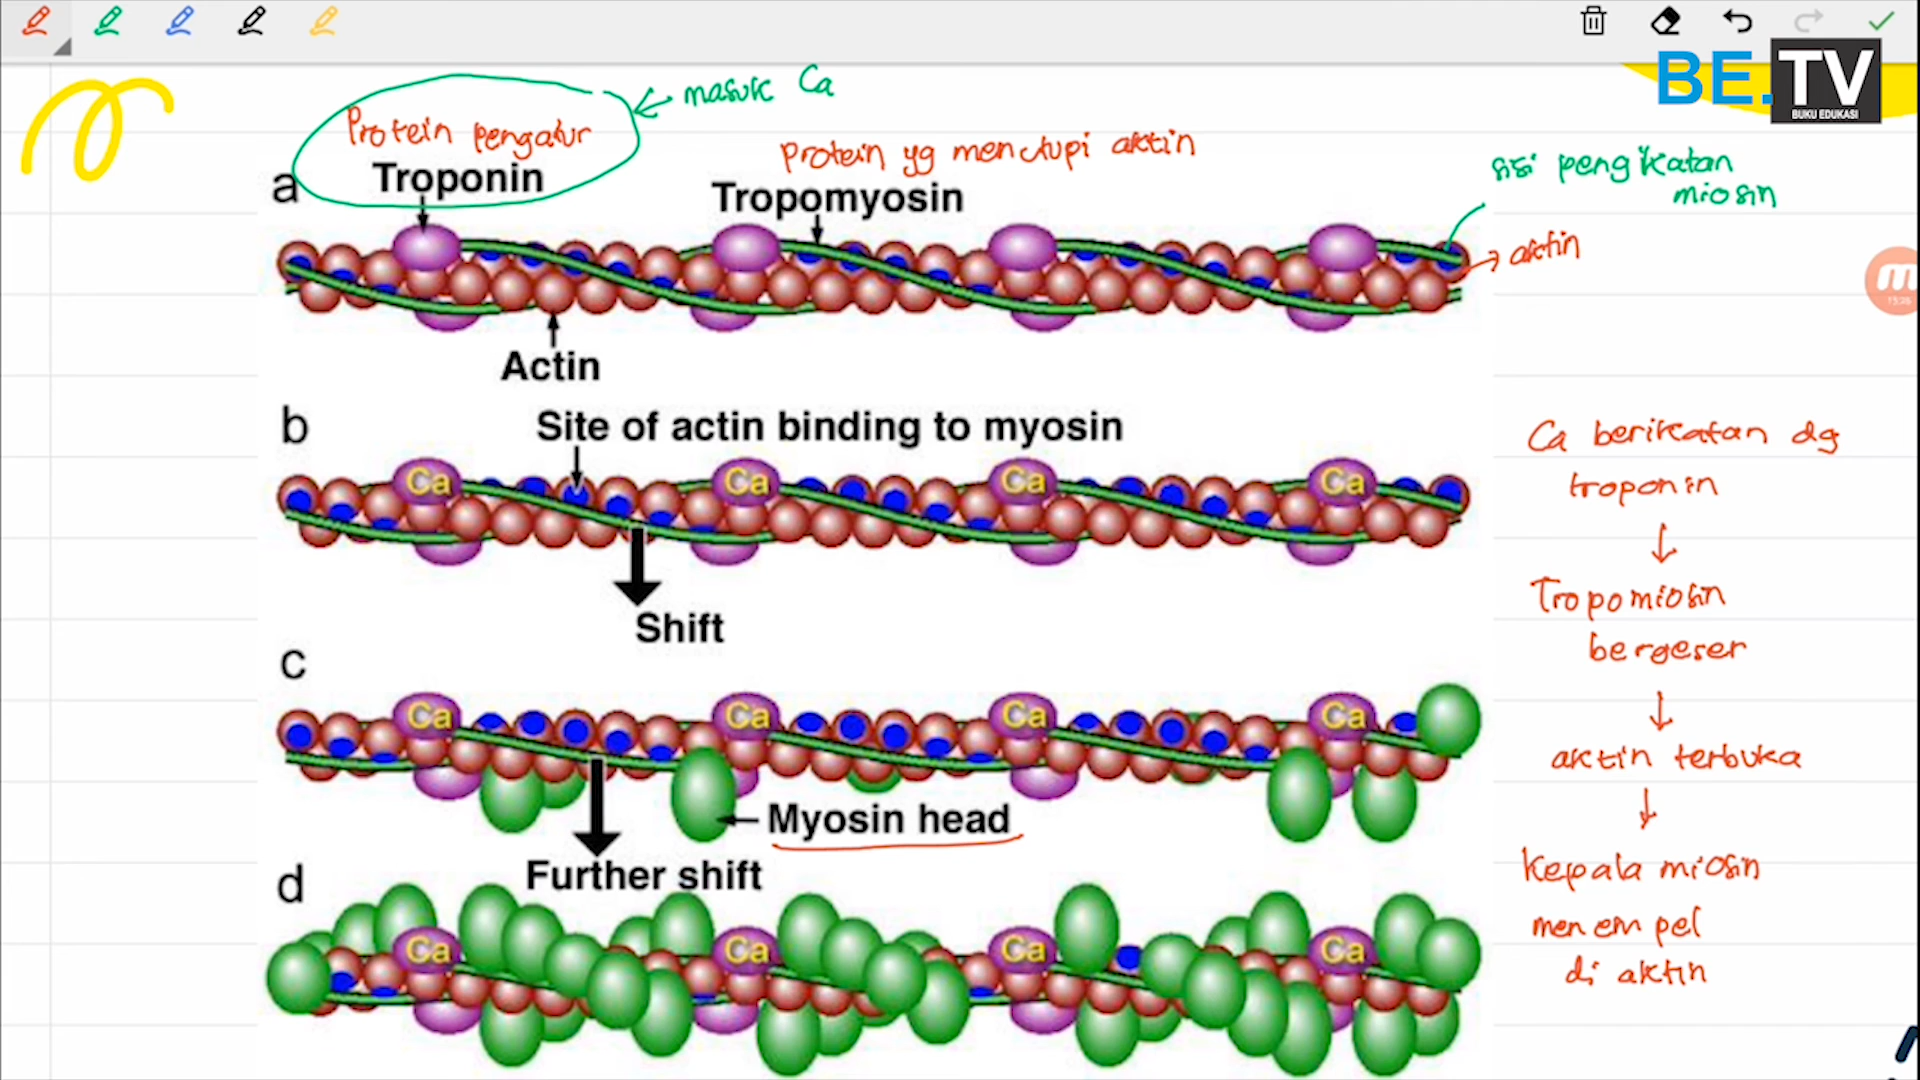 masuk Ca
BE.TV
BUKU EDUKASI
Protein pengatur
Protein yg menutupi aktin
a
Troponin
Tropomyosin
sisi pengikatan
miosin
aktin
Actin
b
Site of actin binding to myosin
Ca Ca Ca Ca
Shift
Ca berikatan dg
troponin
↓
Tropomiosin
bergeser
↓
aktin terbuka
↓
Kepala miosin
menempel
di aktin
c
Ca Ca Ca Ca
Myosin head
Further shift
d
Ca Ca Ca Ca